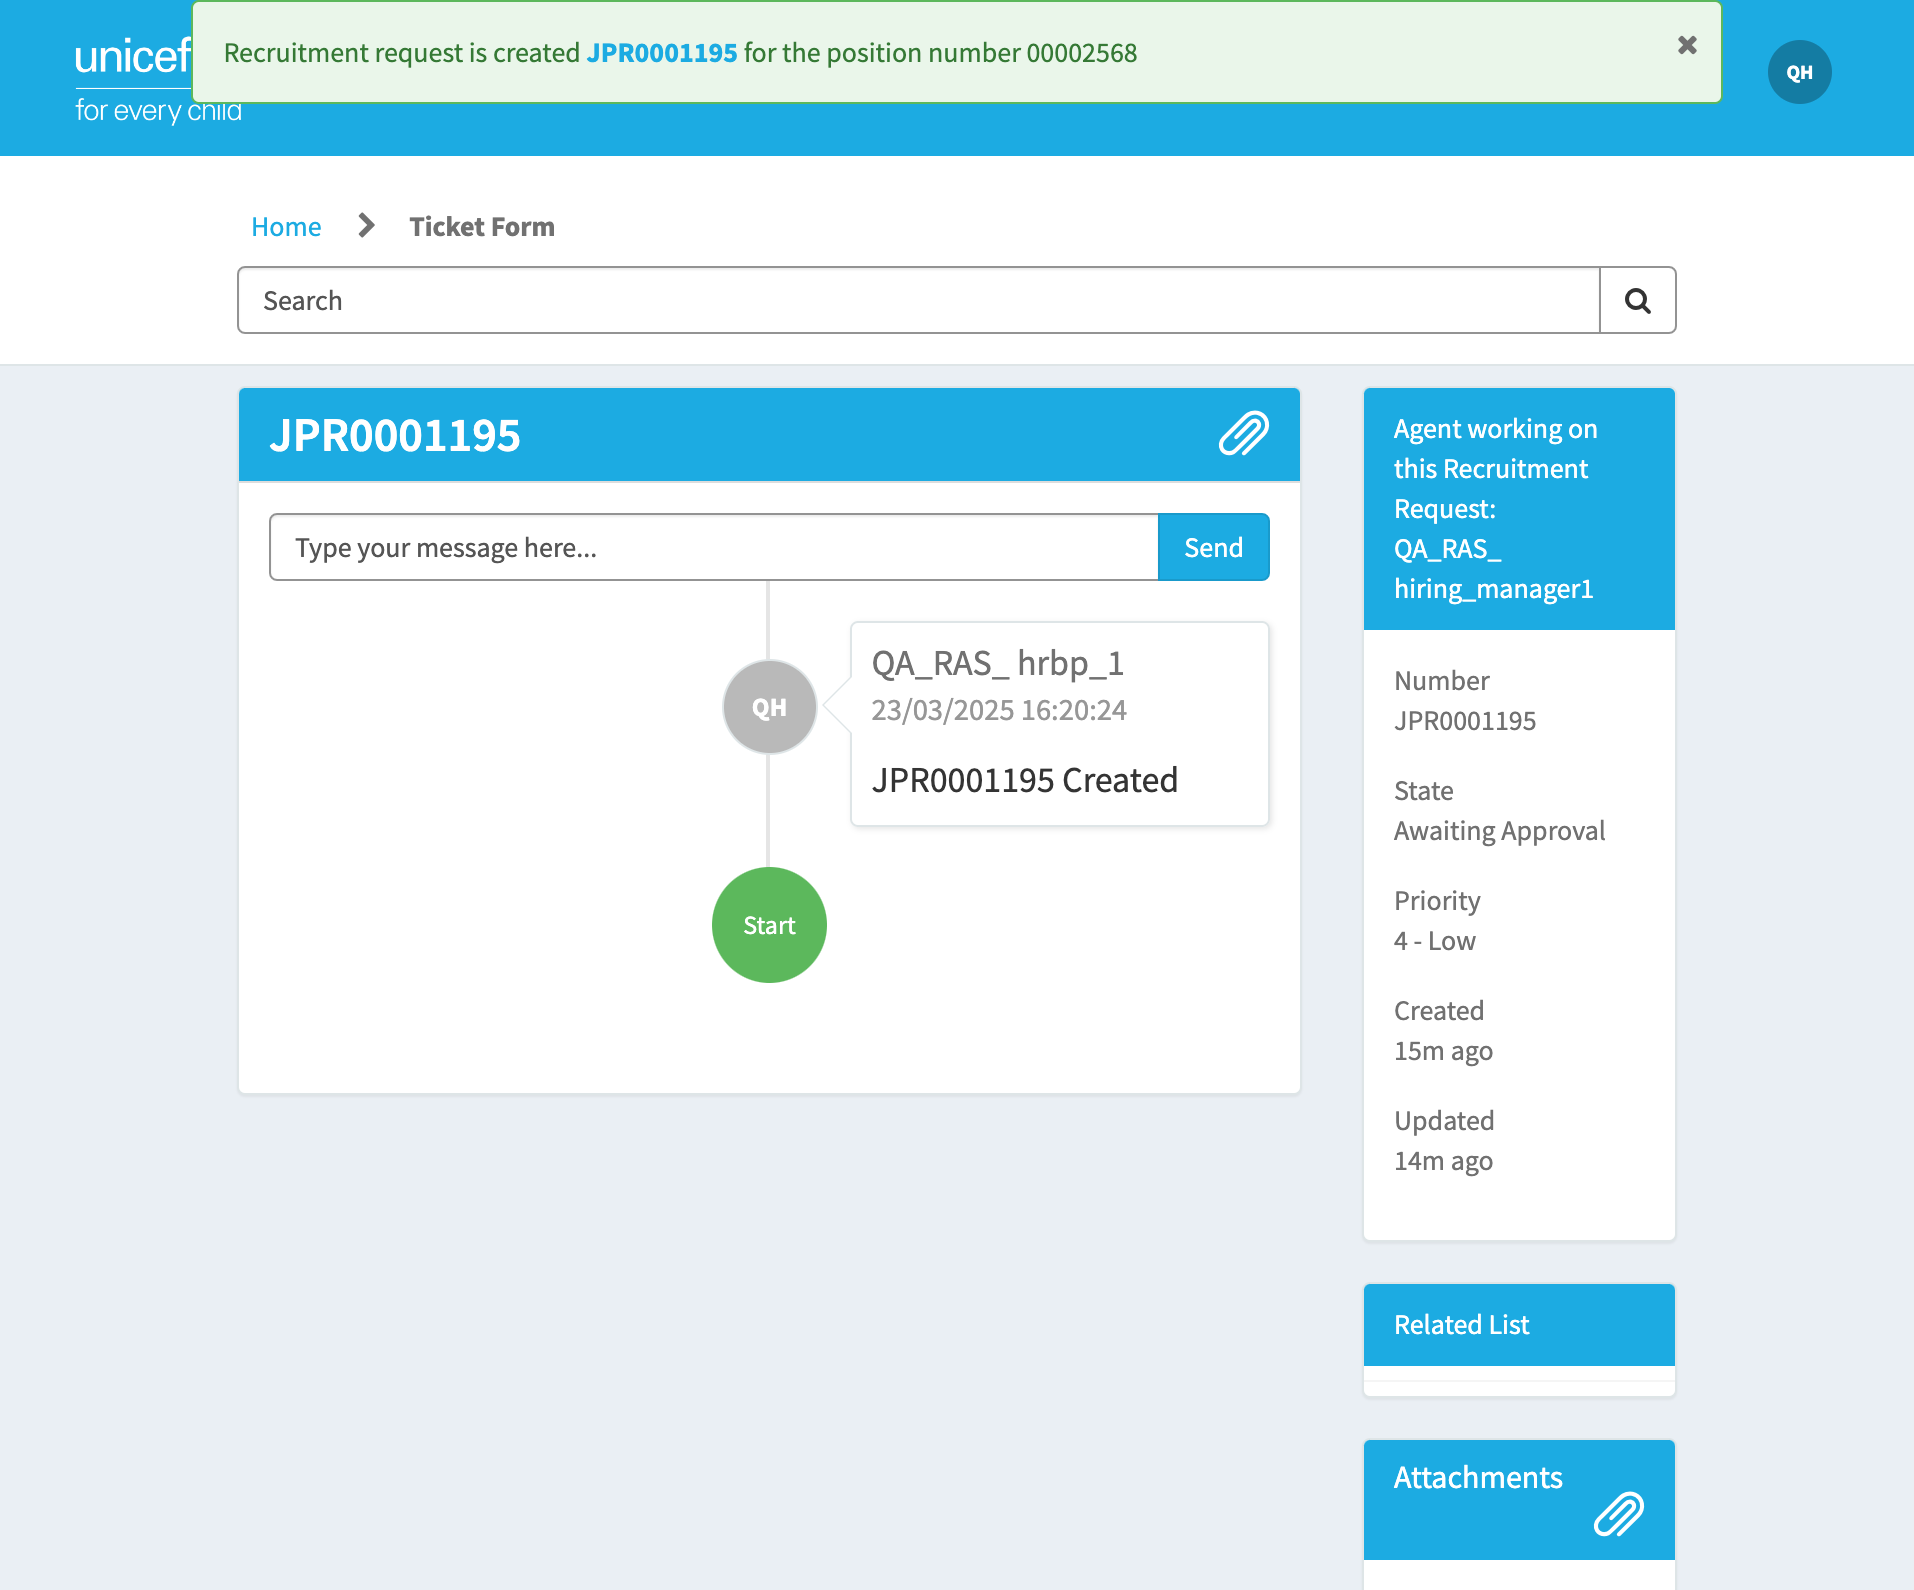 unicef
for every child
Recruitment request is created JPR0001195 for the position number 00002568
QH
Home
Ticket Form
Search
JPR0001195
Type your message here...
Send
QH
QA_RAS_ hrbp_1
23/03/2025 16:20:24
JPR0001195 Created
Start
Agent working on
this Recruitment
Request:
QA_RAS_
hiring_manager1
Number
JPR0001195
State
Awaiting Approval
Priority
4 - Low
Created
15m ago
Updated
14m ago
Related List
Attachments